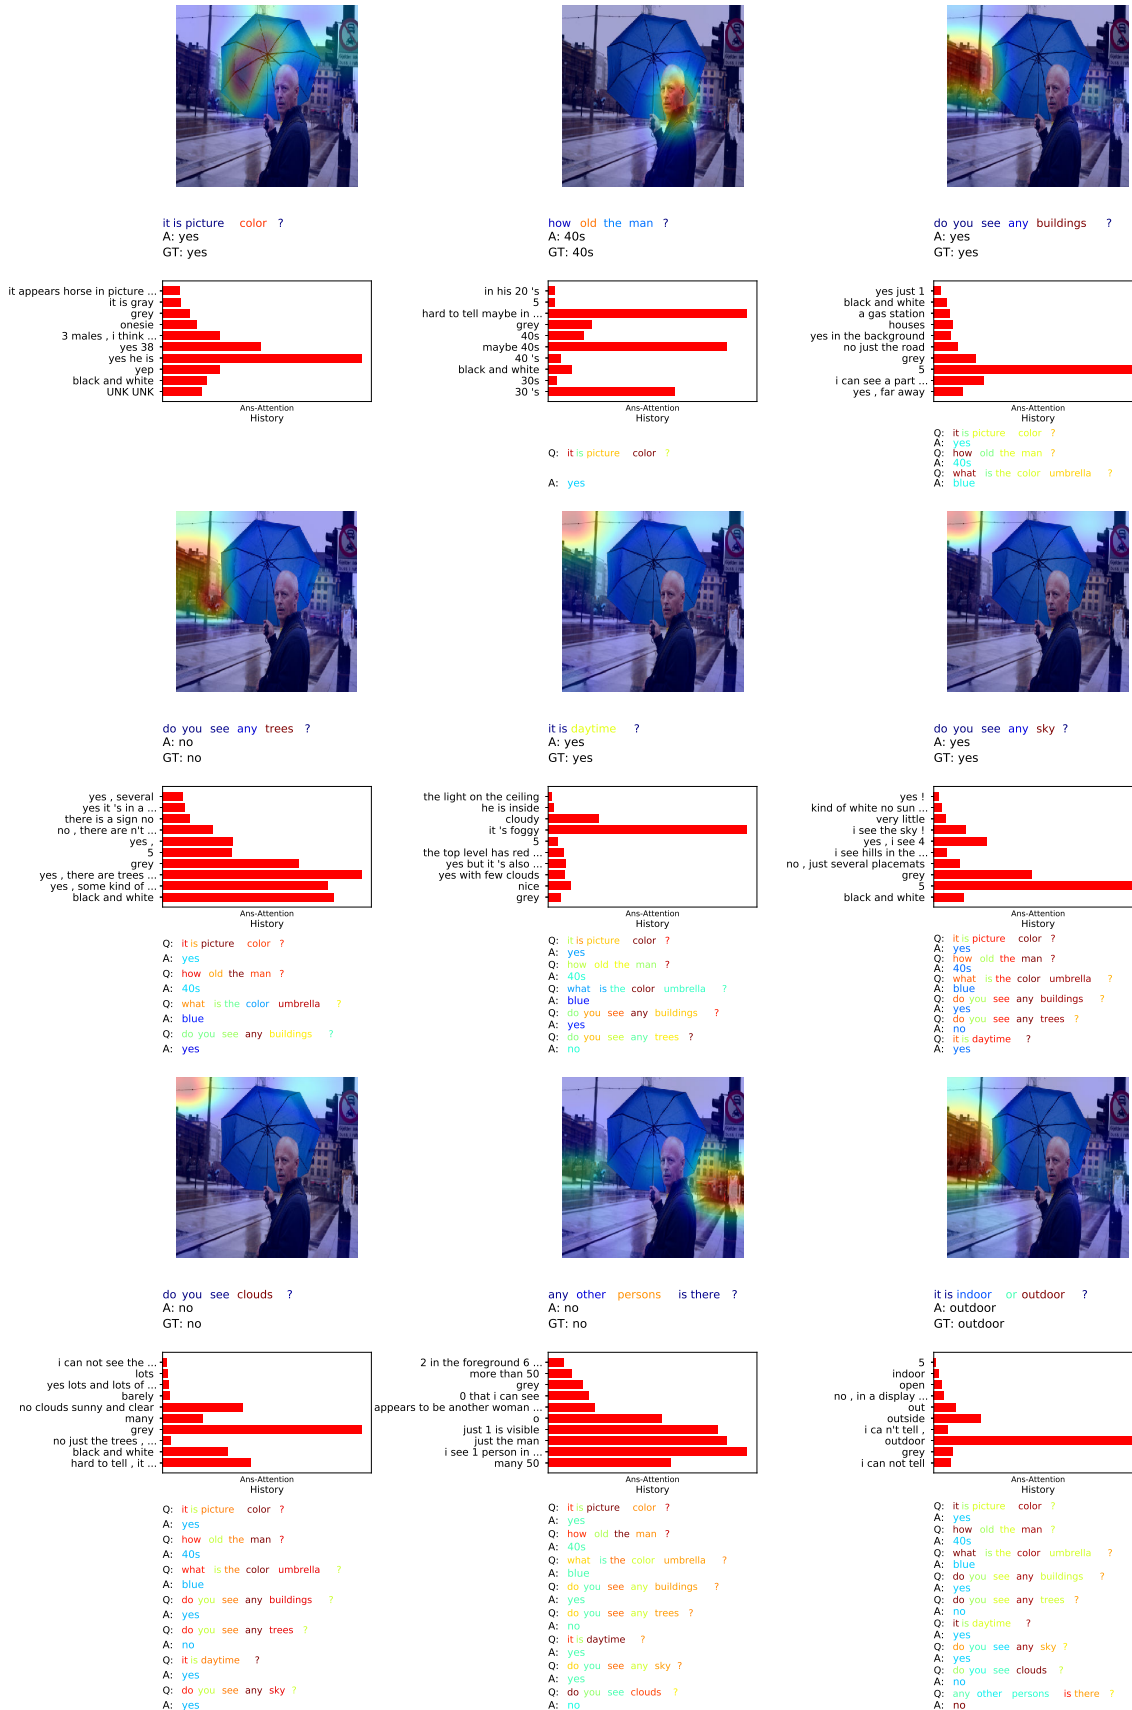 it is picture color ?
A: yes
GT: yes
it appears horse in picture ...
it is gray
grey
onesie
3 males , i think ...
yes 38
yes he is
yep
black and white
UNK UNK
Ans-Attention
History
how old the man ?
A: 40s
GT: 40s
in his 20 's
5
hard to tell maybe in ...
grey
40s
maybe 40s
40 's
black and white
30s
30 's
Ans-Attention
History
Q: it is picture color ?
A: yes
do you see any buildings ?
A: yes
GT: yes
yes just 1
black and white
a gas station
houses
yes in the background
no just the road
grey
5
i can see a part ...
yes , far away
Ans-Attention
History
Q: it is picture color ?
A: yes
Q: how old the man ?
A: 40s
Q: what is the color umbrella ?
A: blue
do you see any trees ?
A: no
GT: no
yes , several
yes it 's in a ...
there is a sign no
no , there are n't ...
yes ,
5
grey
yes , there are trees ...
yes , some kind of ...
black and white
Ans-Attention
History
Q: it is picture color ?
A: yes
Q: how old the man ?
A: 40s
Q: what is the color umbrella ?
A: blue
Q: do you see any buildings ?
A: yes
it is daytime ?
A: yes
GT: yes
the light on the ceiling
he is inside
cloudy
it 's foggy
5
the top level has red ...
yes but it 's also ...
yes with few clouds
nice
grey
Ans-Attention
History
Q: it is picture color ?
A: yes
Q: how old the man ?
A: 40s
Q: what is the color umbrella ?
A: blue
Q: do you see any buildings ?
A: yes
Q: do you see any trees ?
A: no
do you see any sky ?
A: yes
GT: yes
yes !
kind of white no sun ...
very little
i see the sky !
yes , i see 4
i see hills in the ...
no , just several placemats
grey
5
black and white
Ans-Attention
History
Q: it is picture color ?
A: yes
Q: how old the man ?
A: 40s
Q: what is the color umbrella ?
A: blue
Q: do you see any buildings ?
A: yes
Q: do you see any trees ?
A: no
Q: it is daytime ?
A: yes
do you see clouds ?
A: no
GT: no
i can not see the ...
lots
yes lots and lots of ...
barely
no clouds sunny and clear
many
grey
no just the trees , ...
black and white
hard to tell , it ...
Ans-Attention
History
Q: it is picture color ?
A: yes
Q: how old the man ?
A: 40s
Q: what is the color umbrella ?
A: blue
Q: do you see any buildings ?
A: yes
Q: do you see any trees ?
A: no
Q: it is daytime ?
A: yes
Q: do you see any sky ?
A: yes
any other persons is there ?
A: no
GT: no
2 in the foreground 6 ...
more than 50
grey
0 that i can see
appears to be another woman ...
o
just 1 is visible
just the man
i see 1 person in ...
many 50
Ans-Attention
History
Q: it is picture color ?
A: yes
Q: how old the man ?
A: 40s
Q: what is the color umbrella ?
A: blue
Q: do you see any buildings ?
A: yes
Q: do you see any trees ?
A: no
Q: it is daytime ?
A: yes
Q: do you see any sky ?
A: yes
Q: do you see clouds ?
A: no
it is indoor or outdoor ?
A: outdoor
GT: outdoor
5
indoor
open
no , in a display ...
out
outside
i ca n't tell ,
outdoor
grey
i can not tell
Ans-Attention
History
Q: it is picture color ?
A: yes
Q: how old the man ?
A: 40s
Q: what is the color umbrella ?
A: blue
Q: do you see any buildings ?
A: yes
Q: do you see any trees ?
A: no
Q: it is daytime ?
A: yes
Q: do you see any sky ?
A: yes
Q: do you see clouds ?
A: no
Q: any other persons is there ?
A: no